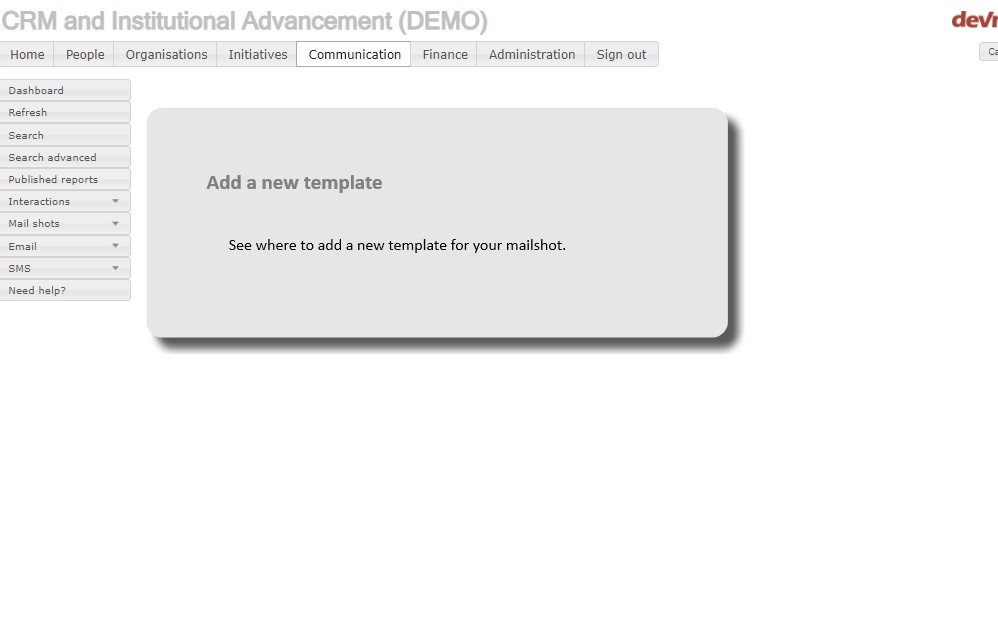 CRM and Institutional Advancement (DEMO)
Home People Organisations Initiatives Communication Finance Administration Sign out
Dashboard
Refresh
Search
Search advanced
Published reports
Interactions
Mail shots
Email
SMS
Need help?
Add a new template
See where to add a new template for your mailshot.